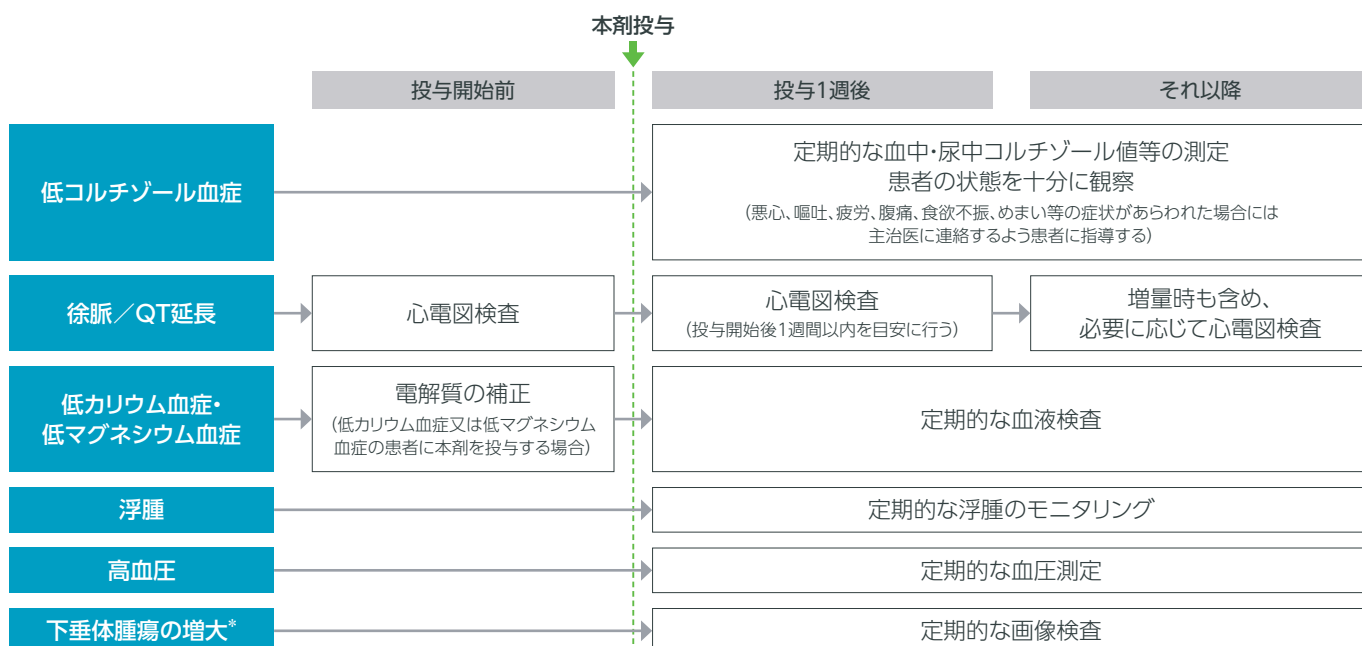 本剤投与
投与開始前
投与1週後
それ以降
低コルチゾール血症
定期的な血中・尿中コルチゾール値等の測定
患者の状態を十分に観察
(悪心、嘔吐、疲労、腹痛、食欲不振、めまい等の症状があらわれた場合には
主治医に連絡するよう患者に指導する)
徐脈／QT延長
心電図検査
心電図検査
(投与開始後1週間以内を目安に行う)
増量時も含め、
必要に応じて心電図検査
低カリウム血症・
低マグネシウム血症
電解質の補正
(低カリウム血症又は低マグネシウム
血症の患者に本剤を投与する場合)
定期的な血液検査
浮腫
定期的な浮腫のモニタリング
高血圧
定期的な血圧測定
下垂体腫瘍の増大*
定期的な画像検査